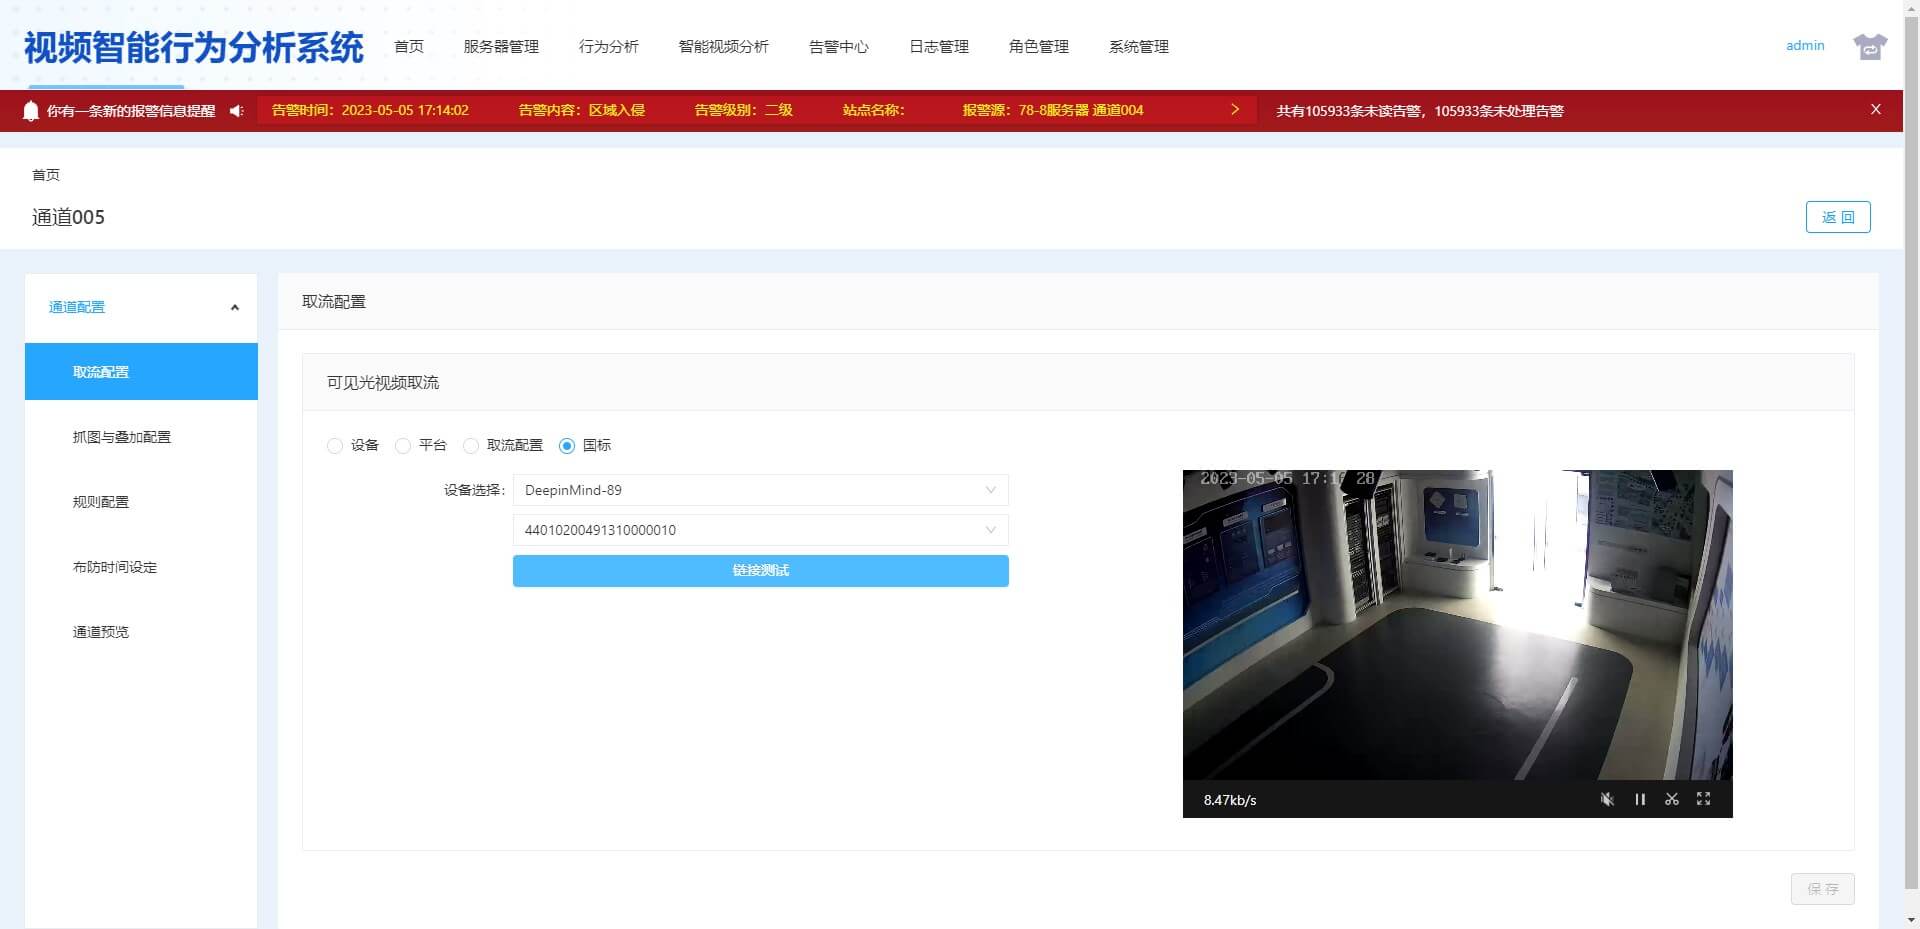 视频智能行为分析系统 首页 服务器管理 行为分析 智能视频分析 告警中心 日志管理 角色管理 系统管理 admin
你有一条新的报警信息提醒 告警时间：2023-05-05 17:14:02 告警内容：区域入侵 告警级别：二级 站点名称： 报警源：78-8服务器 通道004 共有105933条未读告警，105933条未处理告警 X
首页
通道005
返 回
通道配置
取流配置
抓图与叠加配置
规则配置
布防时间设定
通道预览
取流配置
可见光视频取流
设备 平台 取流配置 国标
设备选择： DeepinMind-89
44010200491310000010
链接测试
2023-05-05 17:16:28
8.47kb/s
保 存